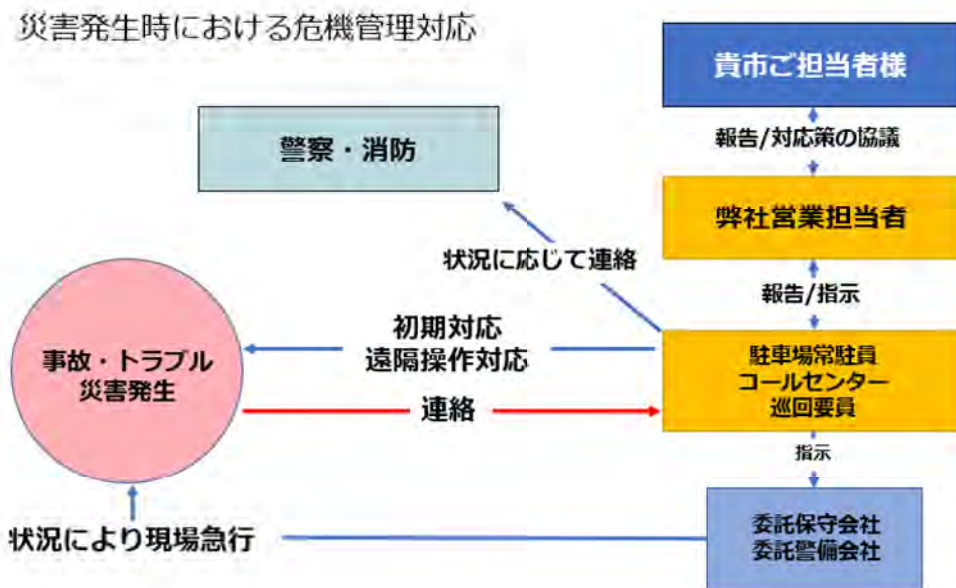 災害発生時における危機管理対応
貴市ご担当者様
警察・消防
報告/対応策の協議
弊社営業担当者
状況に応じて連絡
報告/指示
初期対応
遠隔操作対応
事故・トラブル
災害発生
駐車場常駐員
コールセンター
巡回要員
連絡
指示
委託保守会社
委託警備会社
状況により現場急行